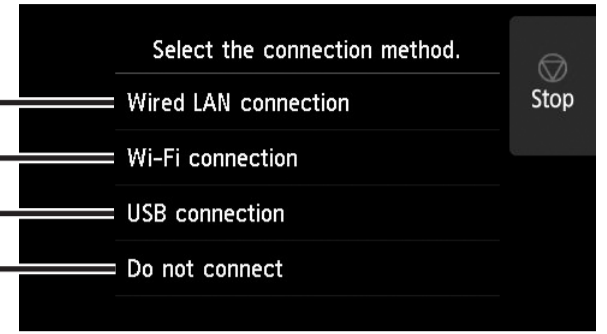 Select the connection method.
Stop
Wired LAN connection
Wi-Fi connection
USB connection
Do not connect